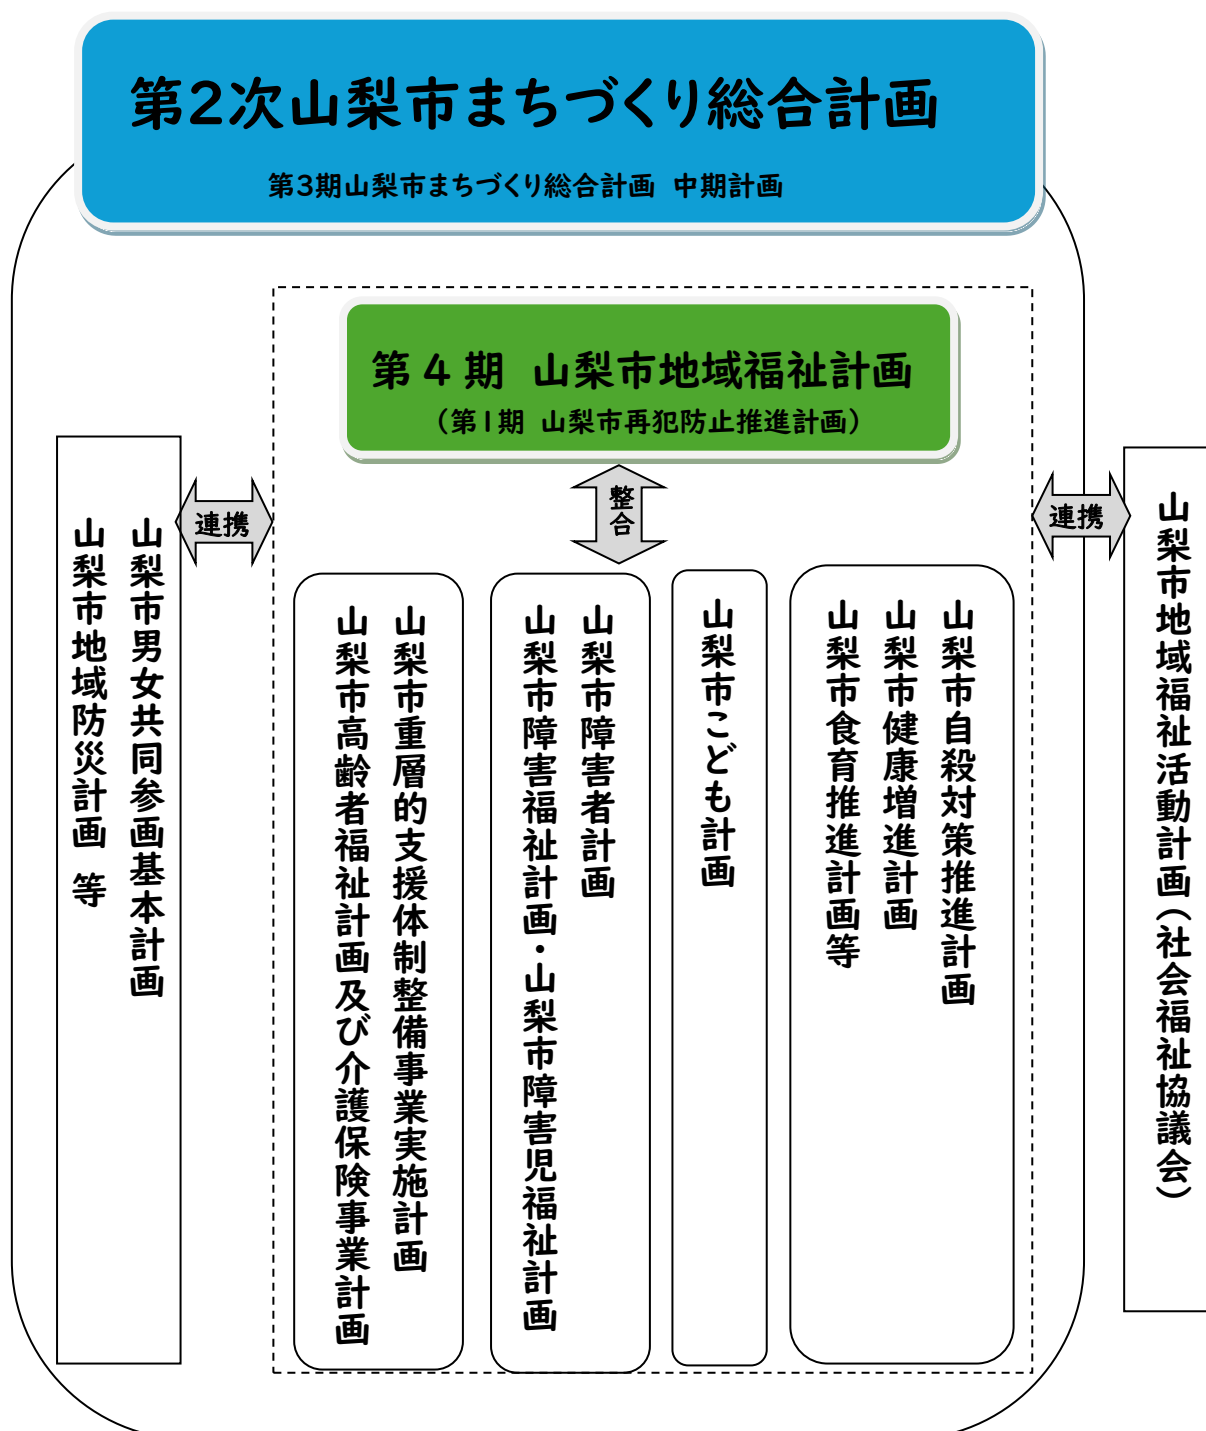 第2次山梨市まちづくり総合計画
第3期山梨市まちづくり総合計画 中期計画
第4期 山梨市地域福祉計画
（第1期 山梨市再犯防止推進計画）
整合
連携
連携
山梨市地域福祉活動計画（社会福祉協議会）
山梨市自殺対策推進計画
山梨市健康増進計画
山梨市食育推進計画等
山梨市こども計画
山梨市障害者計画
山梨市障害福祉計画・山梨市障害児福祉計画
山梨市重層的支援体制整備事業実施計画
山梨市高齢者福祉計画及び介護保険事業計画
山梨市男女共同参画基本計画
山梨市地域防災計画 等